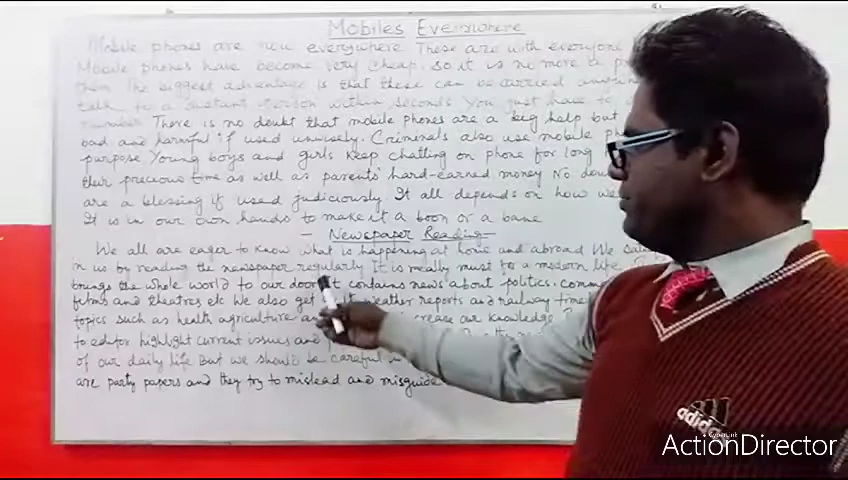 Mobiles Everywhere
Mobile phones are now everywhere These are with everyone
Mobile phones have become very cheap. so it is no more a
them The biggest advantage is that these can be carried
talk to a distant person within seconds You just have to
number There is no doubt that mobile phones are a big help but
bad and harmful if used unwisely. Criminals also use mobile
purpose Young boys and girls keep chatting on phone for long
their precious time as well as parents' hard-earned money No
are a blessing if used judiciously It all depends on how we
It is in our own hands to make it a boon or a bane
- Newspaper Reading -
We all are eager to know what is happening at home and abroad We
in us by reading the newspaper regularly It is really must for a modern life
brings the whole world to our door It contains news about politics.
films and theatres etc We also get weather reports and railway
topics such as health agriculture our knowledge
to editor highlight current issues and
of our daily life But we should be careful
are party papers and they try to mislead and misguide
adidas
CyberLink
ActionDirector